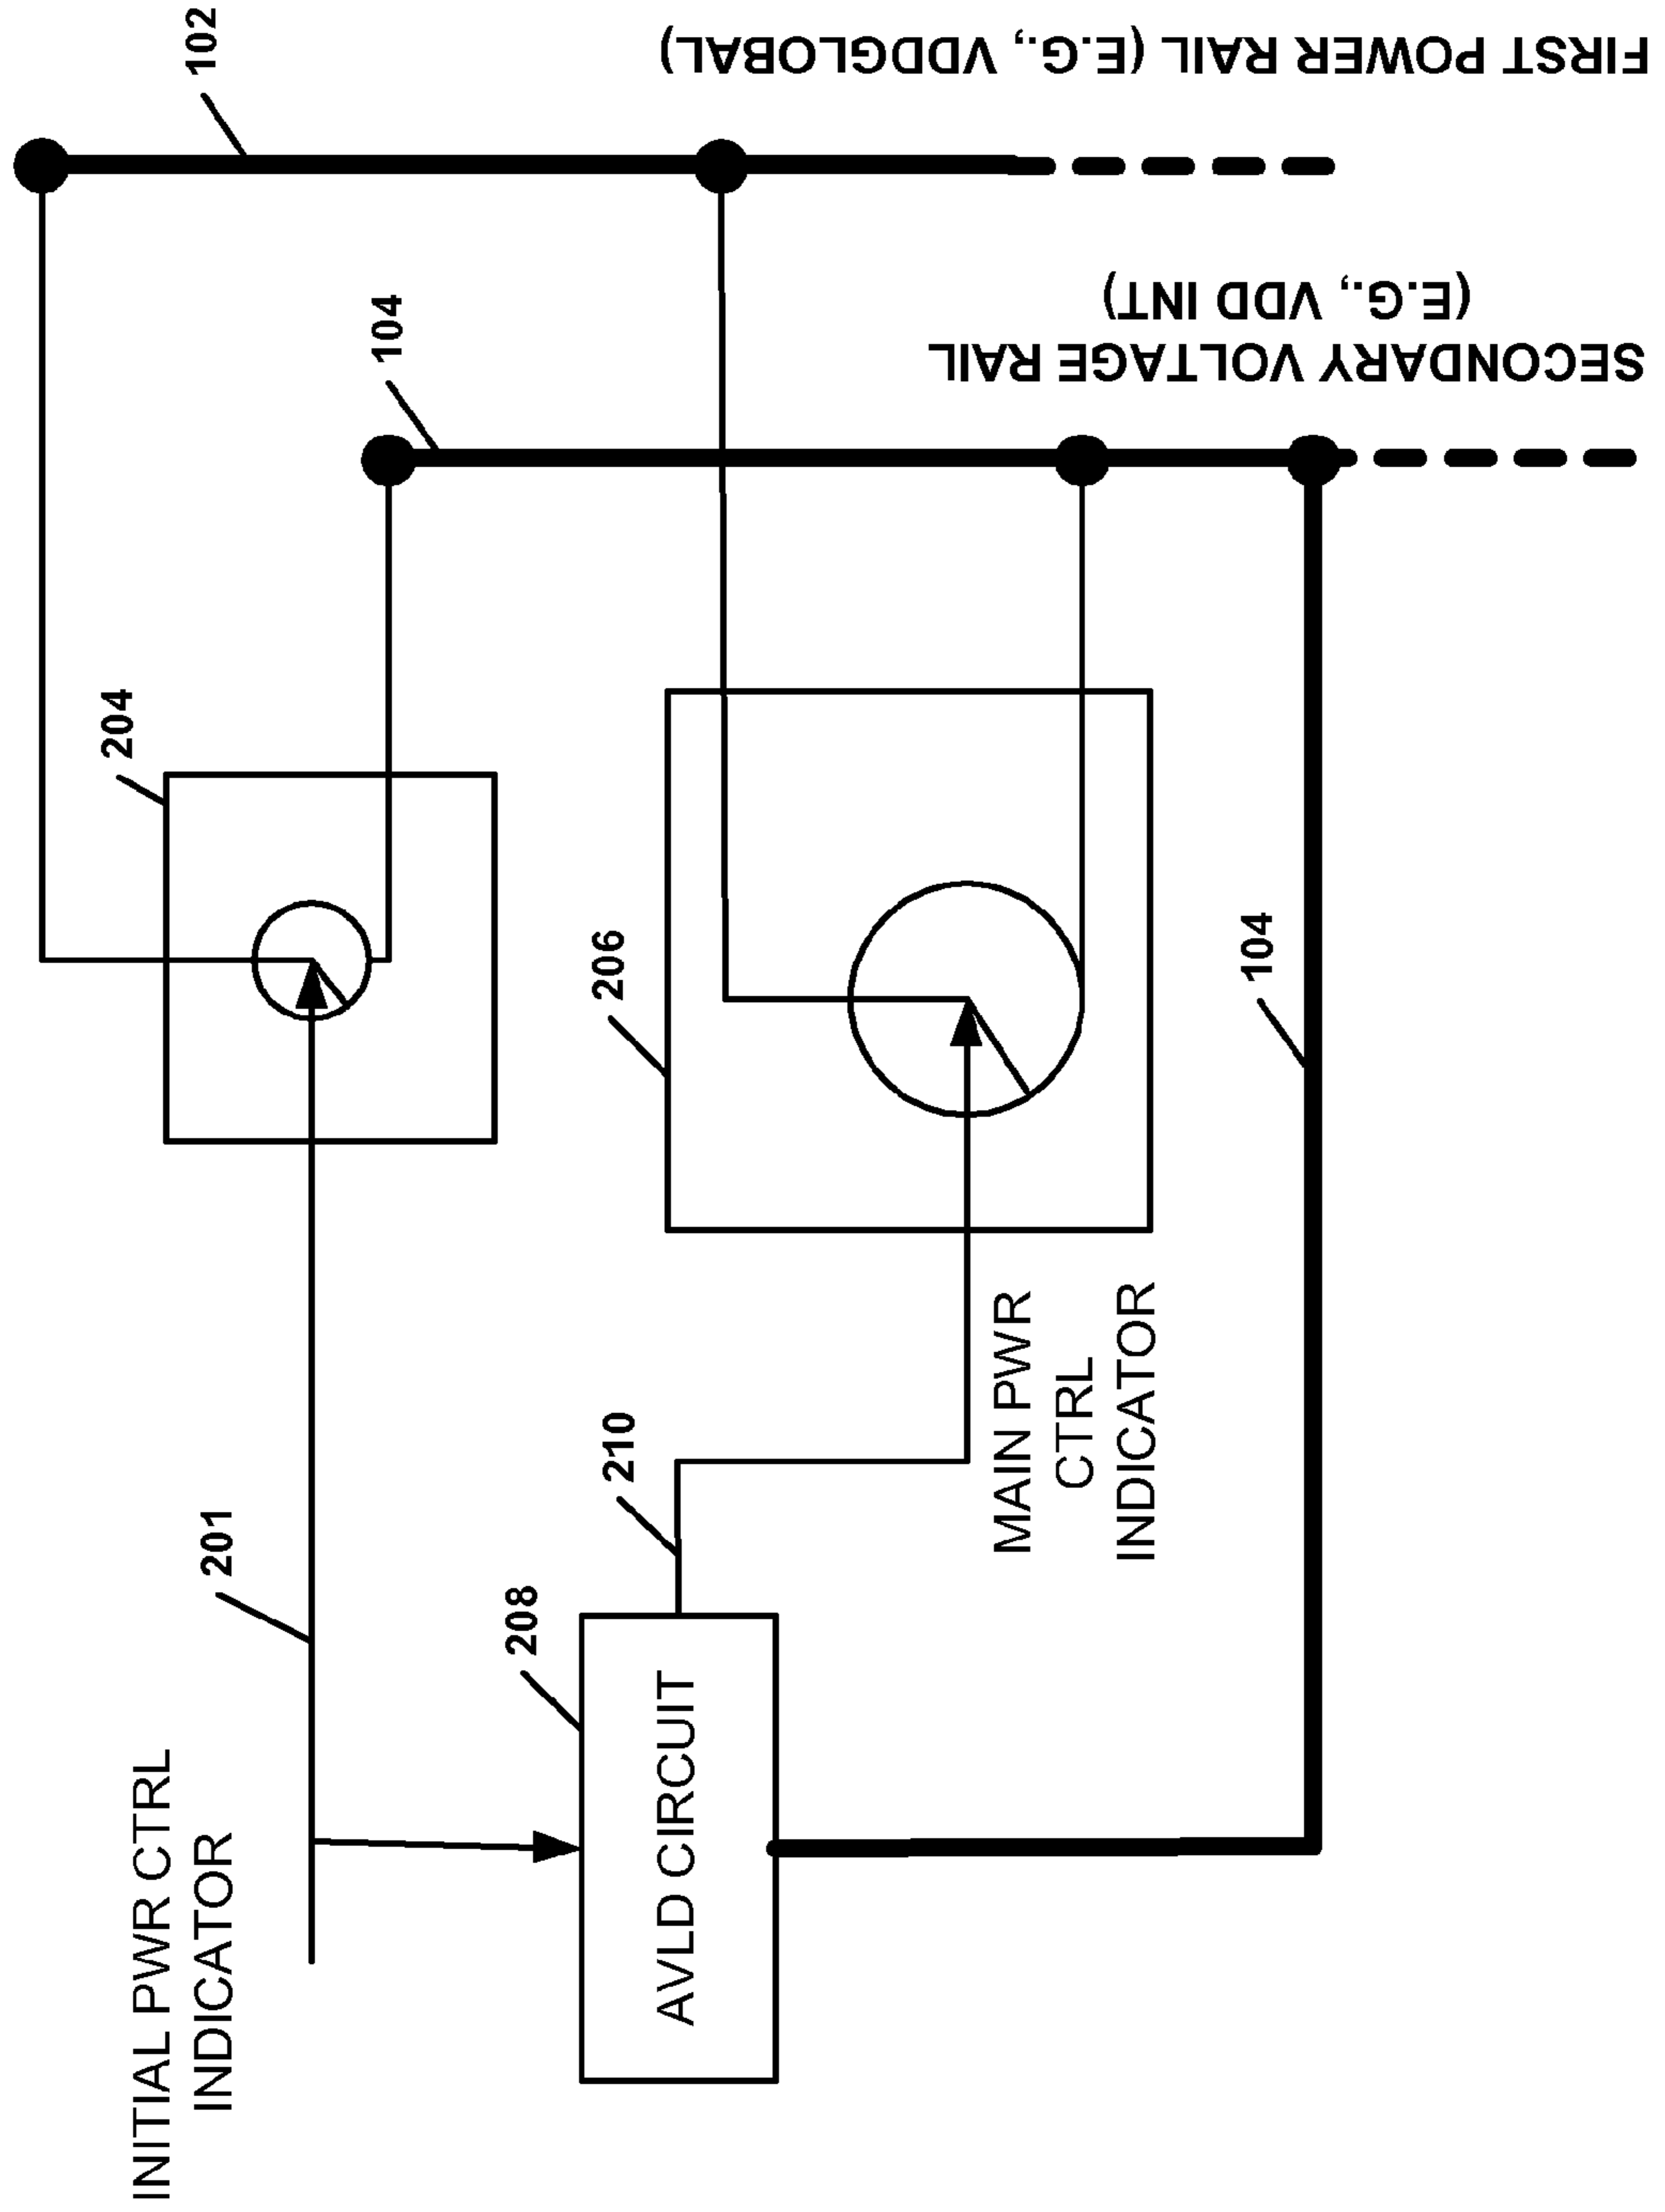 INITIAL PWR CTRL
INDICATOR
201
204
102
104
208
AVLD CIRCUIT
210
206
MAIN PWR
CTRL
INDICATOR
104
SECONDARY VOLTAGE RAIL
(E.G., VDD INT)
FIRST POWER RAIL (E.G., VDDGLOBAL)